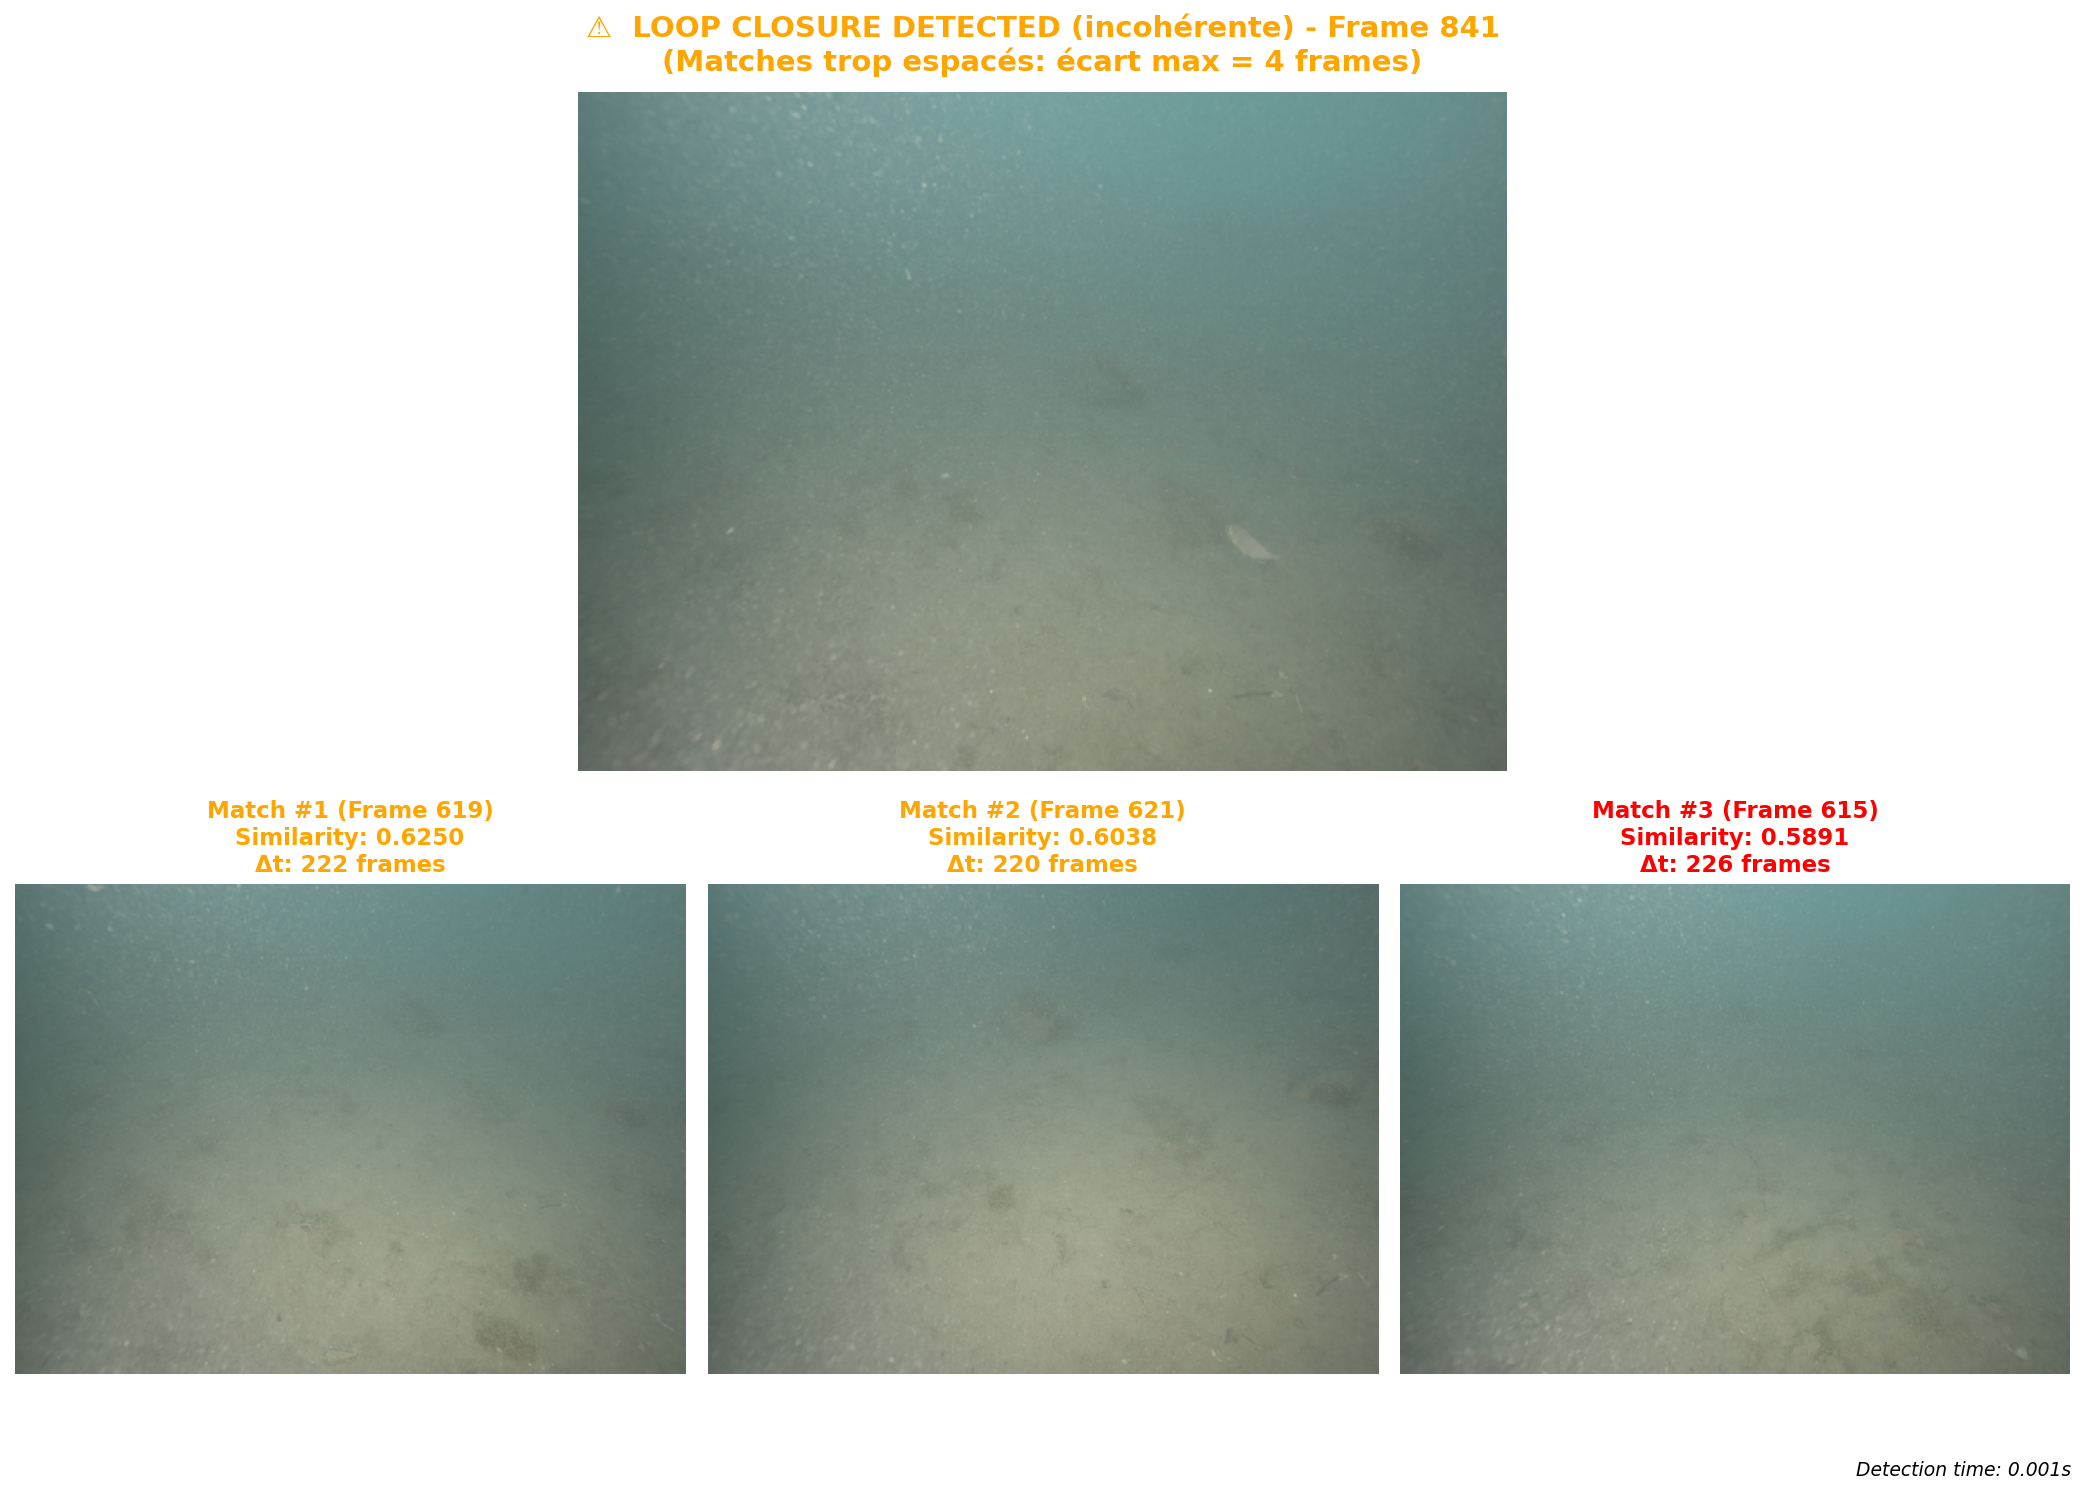 ⚠ LOOP CLOSURE DETECTED (incohérente) - Frame 841
(Matches trop espacés: écart max = 4 frames)
Match #1 (Frame 619)
Similarity: 0.6250
Δt: 222 frames
Match #2 (Frame 621)
Similarity: 0.6038
Δt: 220 frames
Match #3 (Frame 615)
Similarity: 0.5891
Δt: 226 frames
Detection time: 0.001s